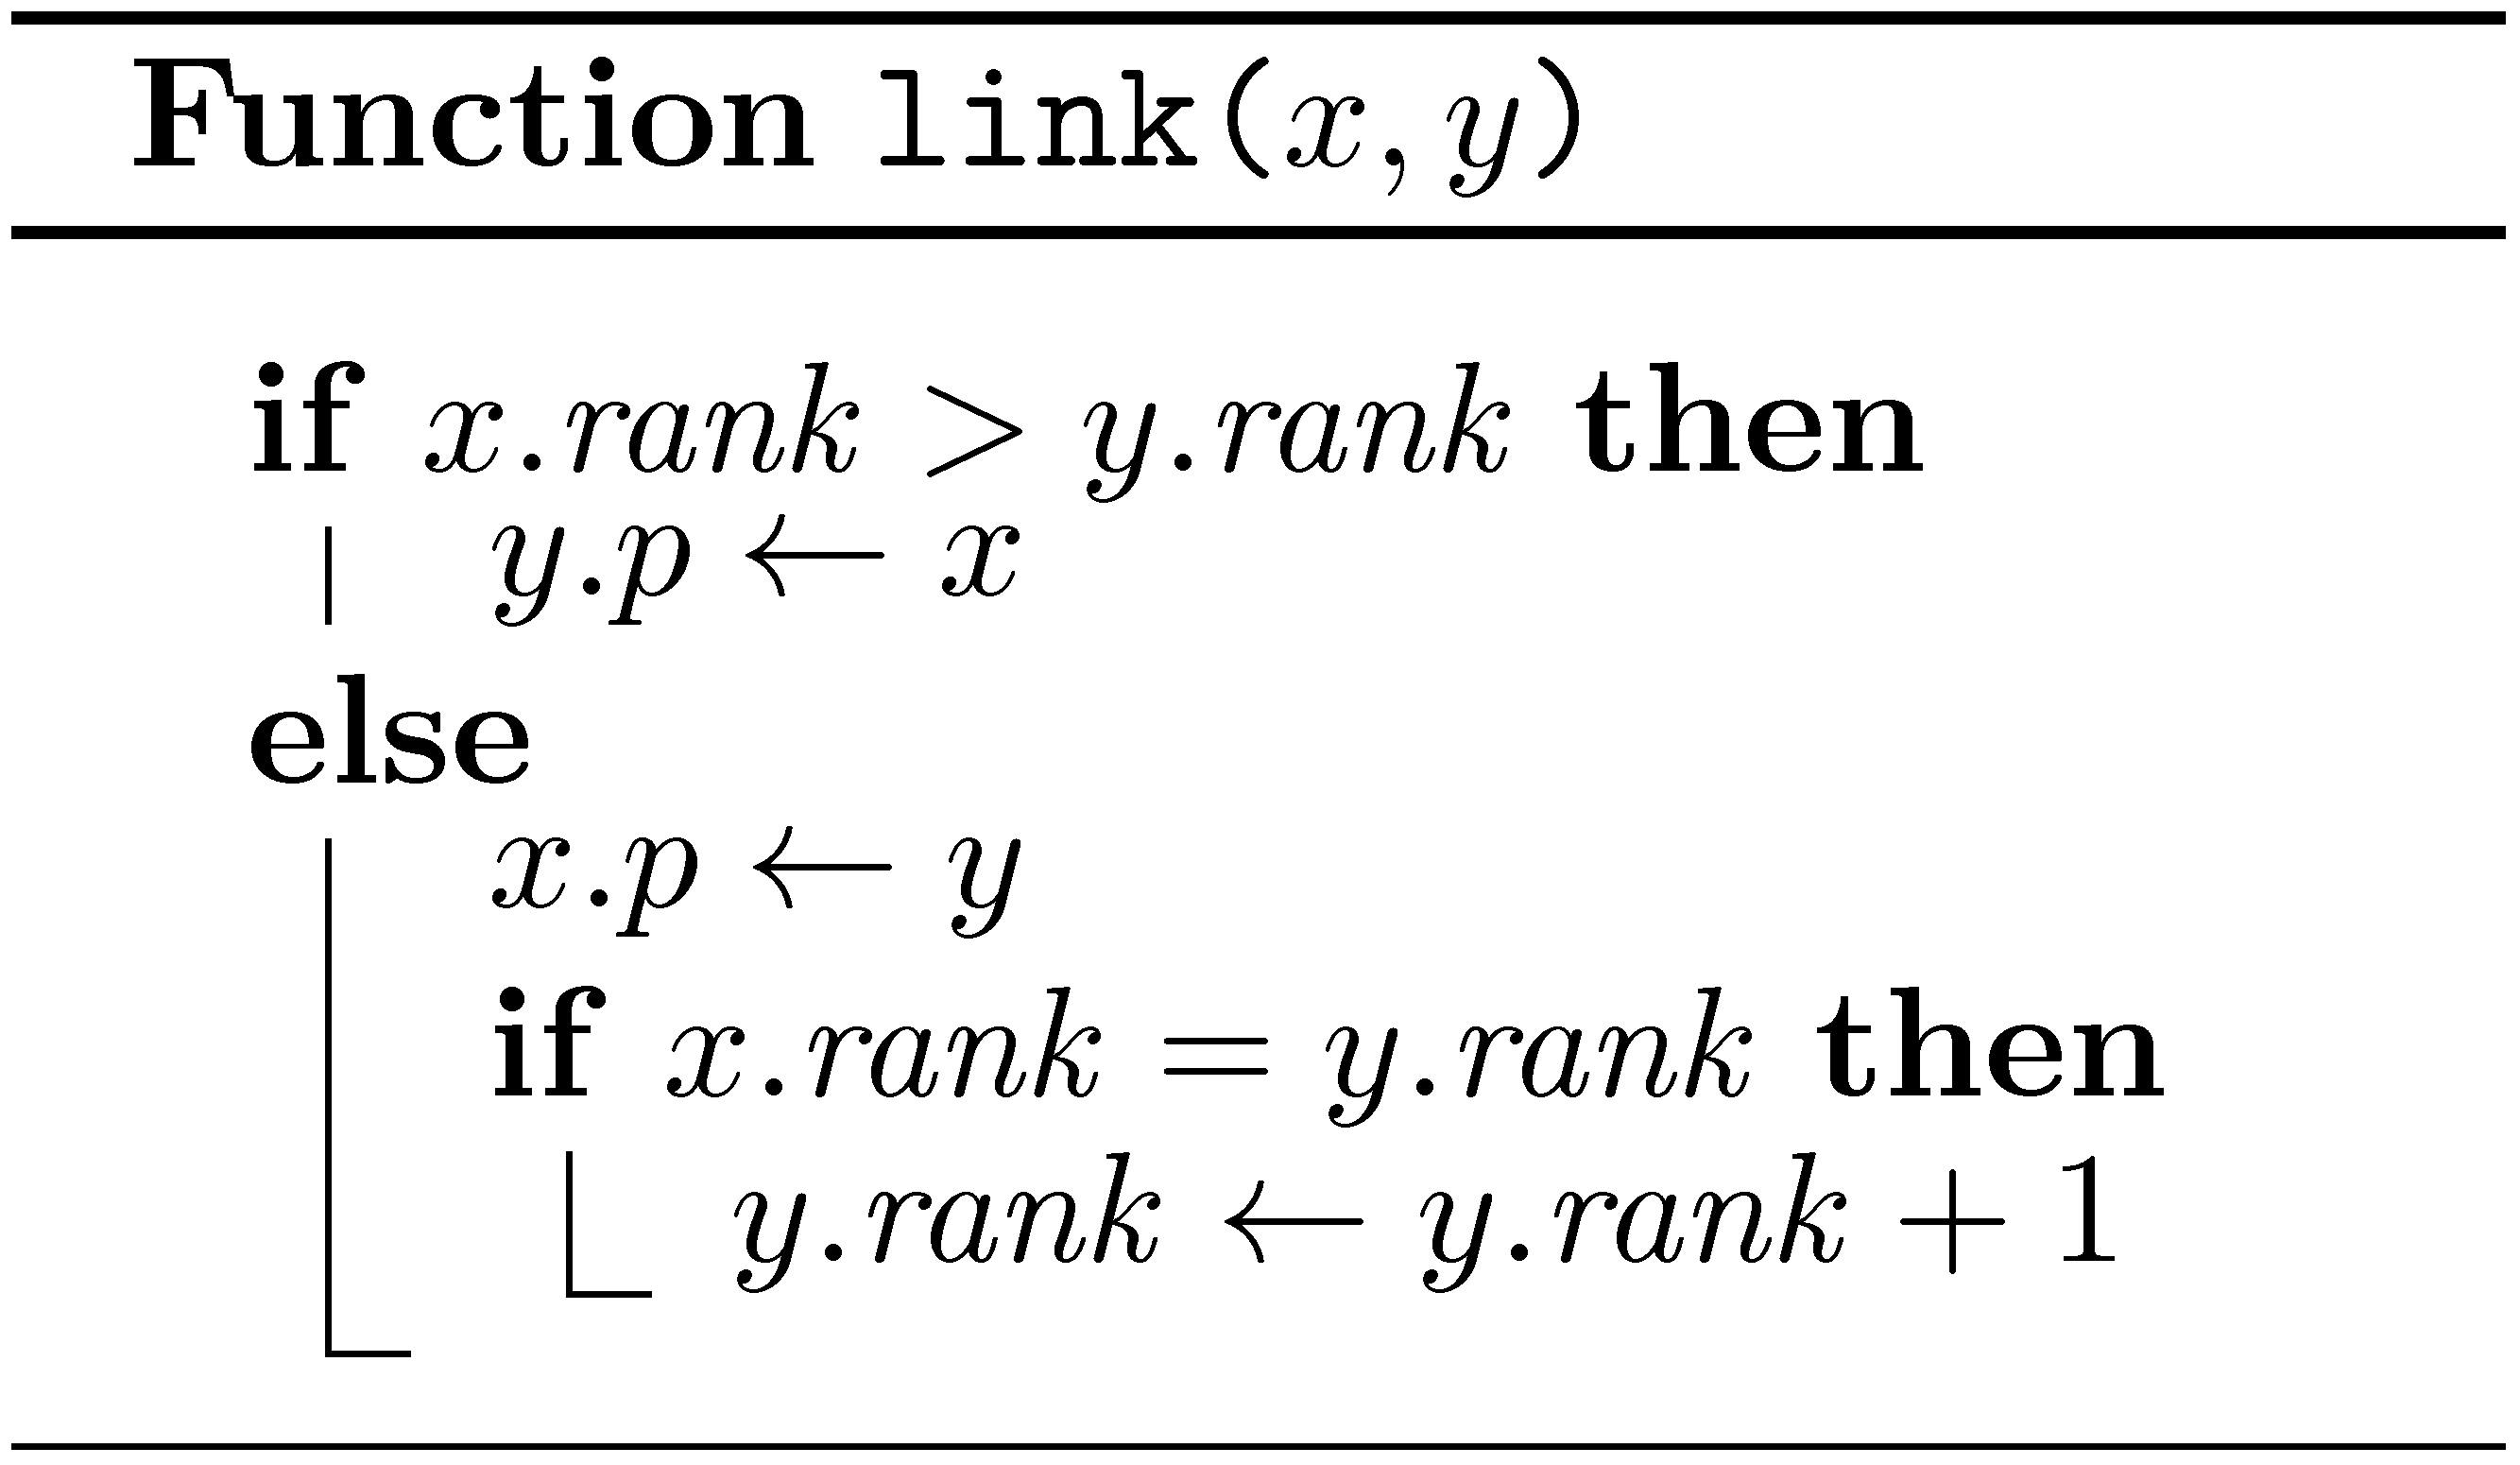 Function link(x, y)
if x.rank > y.rank then
y.p ← x
else
x.p ← y
if x.rank = y.rank then
y.rank ← y.rank + 1